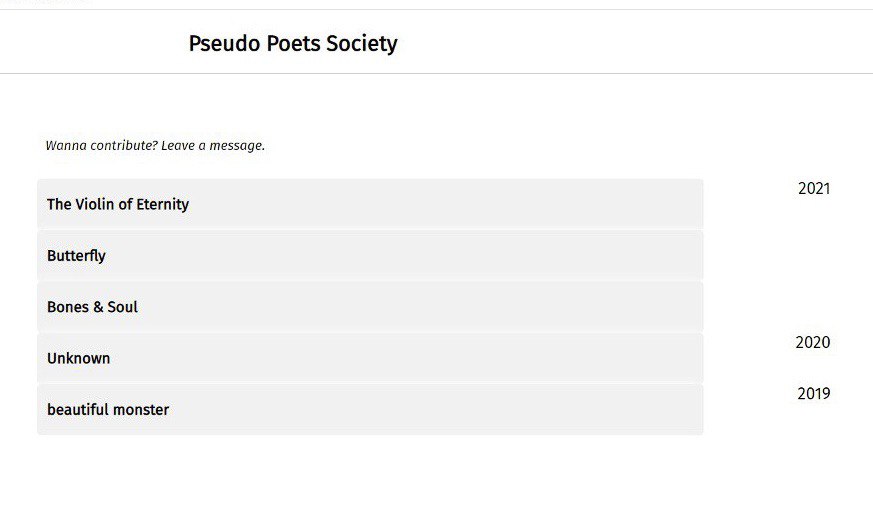 Pseudo Poets Society
Wanna contribute? Leave a message.
The Violin of Eternity
2021
Butterfly
Bones & Soul
Unknown
2020
beautiful monster
2019